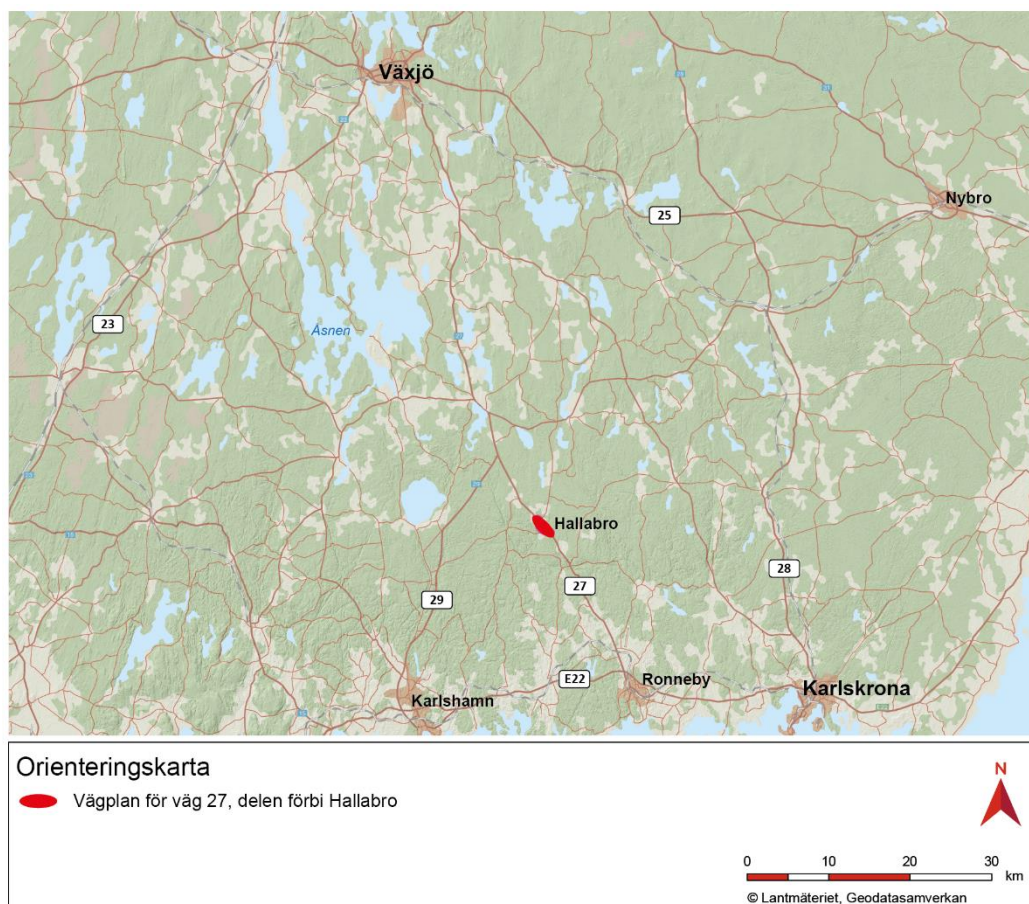 Växjö
Nybro
25
Åsnen
23
Hallabro
27
28
29
E22
Ronneby
Karlshamn
Karlskrona
Orienteringskarta
Vägplan för väg 27, delen förbi Hallabro
N
0 10 20 30
km
© Lantmäteriet, Geodatasamverkan